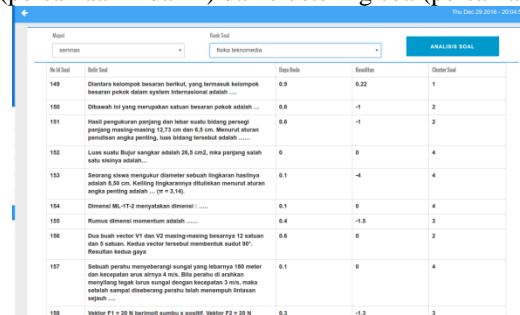 Thu Dec 29 2016 - 20:04:
Mapel
Bank Soal
semnas
fisika teknomedia
ANALISIS SOAL
No Id Soal Butir Soal Daya Beda Kesulitan Cluster Soal
149 Diantara kelompok besaran berikut, yang termasuk kelompok 0.9 0.22 1
besaran pokok dalam system internasional adalah ....
150 Dibawah ini yang merupakan satuan besaran pokok adalah ... 0.6 -1 2
151 Hasil pengukuran panjang dan lebar suatu bidang persegi 0.6 -1 2
panjang masing-masing 12,73 cm dan 6,5 cm. Menurut aturan
penulisan angka penting, luas bidang tersebut adalah ......
152 Luas suatu Bujur sangkar adalah 26,5 cm2, mka panjang salah 0 0 4
satu sisinya adalah...
153 Seorang siswa mengukur diameter sebuah lingkaran hasilnya 0.1 -4 4
adalah 8,50 cm. Keliling lingkarannya dituliskan menurut aturan
angka penting adalah ... (π = 3,14).
154 Dimensi ML-1T-2 menyatakan dimensi : ...... 0.1 0 4
155 Rumus dimensi momentum adalah ...... 0.4 -1.5 3
156 Dua buah vector V1 dan V2 masing-masing besarnya 12 satuan 0.6 0 2
dan 5 satuan. Kedua vector tersebut membentuk sudut 90°.
Resultan kedua gaya
157 Sebuah perahu menyeberangi sungai yang lebarnya 180 meter 0.1 0 4
dan kecepatan arus airnya 4 m/s. Bila perahu di arahkan
menyilang tegak lurus sungai dengan kecepatan 3 m/s, maka
setelah sampai diseberang perahu telah menempuh lintasan
sejauh ....
158 Vektor F1 = 20 N berimpit sumbu x positif, Vektor F2 = 20 N 0.3 -1.3 3